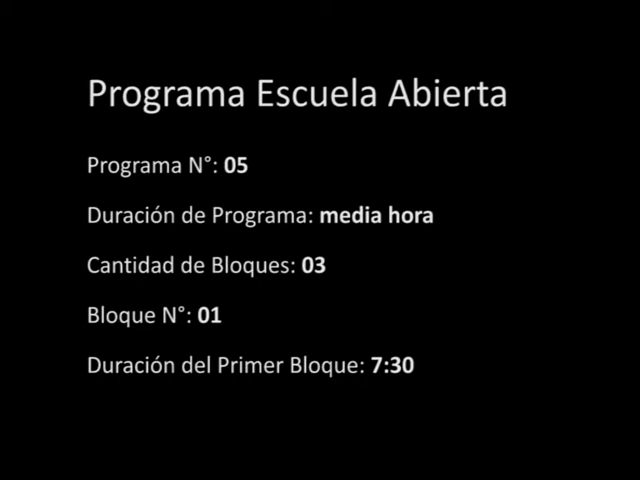 Programa Escuela Abierta
Programa N°: 05
Duración de Programa: media hora
Cantidad de Bloques: 03
Bloque N°: 01
Duración del Primer Bloque: 7:30